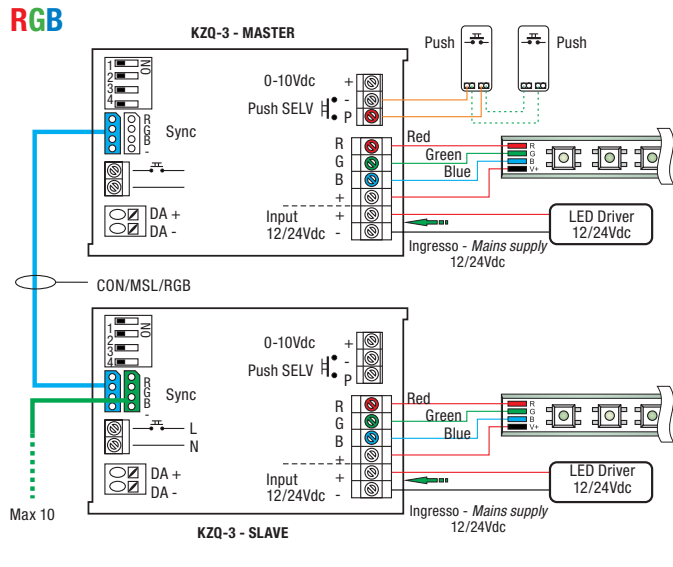 RGB
KZQ-3 - MASTER
Push
Push
1
2
3
4
ON
0-10Vdc
+
-
Push SELV
P
R
G
B
-
Sync
R
G
B
+
Red
Green
Blue
R
G
B
V+
DA +
DA -
Input
12/24Vdc
+
-
LED Driver
12/24Vdc
Ingresso - Mains supply
12/24Vdc
CON/MSL/RGB
1
2
3
4
ON
0-10Vdc
+
-
Push SELV
P
R
G
B
-
Sync
L
N
R
G
B
+
Red
Green
Blue
R
G
B
V+
DA +
DA -
Input
12/24Vdc
+
-
LED Driver
12/24Vdc
Ingresso - Mains supply
12/24Vdc
Max 10
KZQ-3 - SLAVE